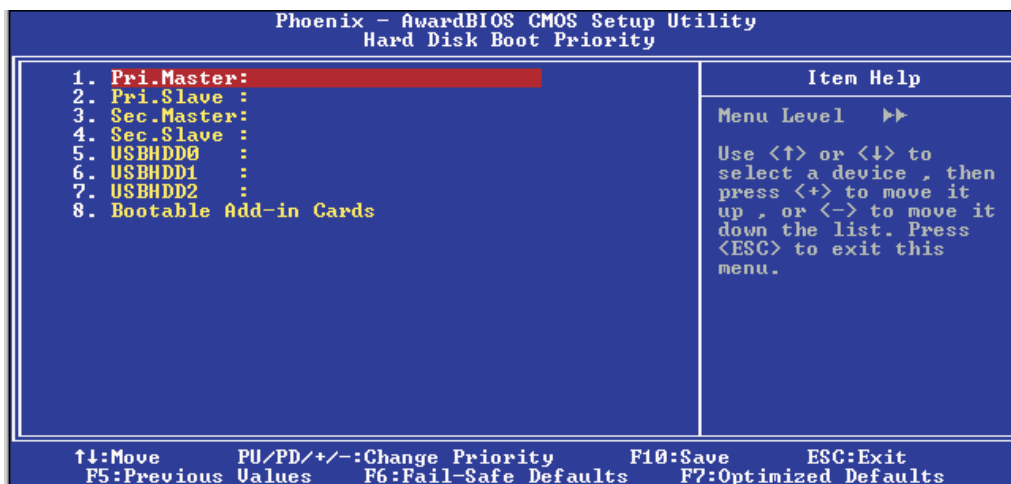 Phoenix - AwardBIOS CMOS Setup Utility
Hard Disk Boot Priority
1. Pri.Master:
2. Pri.Slave :
3. Sec.Master:
4. Sec.Slave :
5. USBHDD0 :
6. USBHDD1 :
7. USBHDD2 :
8. Bootable Add-in Cards
Item Help
Menu Level ▶▶
Use <↑> or <↓> to
select a device , then
press <+> to move it
up , or <-> to move it
down the list. Press
<ESC> to exit this
menu.
↑↓:Move PU/PD/+/-:Change Priority F10:Save ESC:Exit
F5:Previous Values F6:Fail-Safe Defaults F7:Optimized Defaults